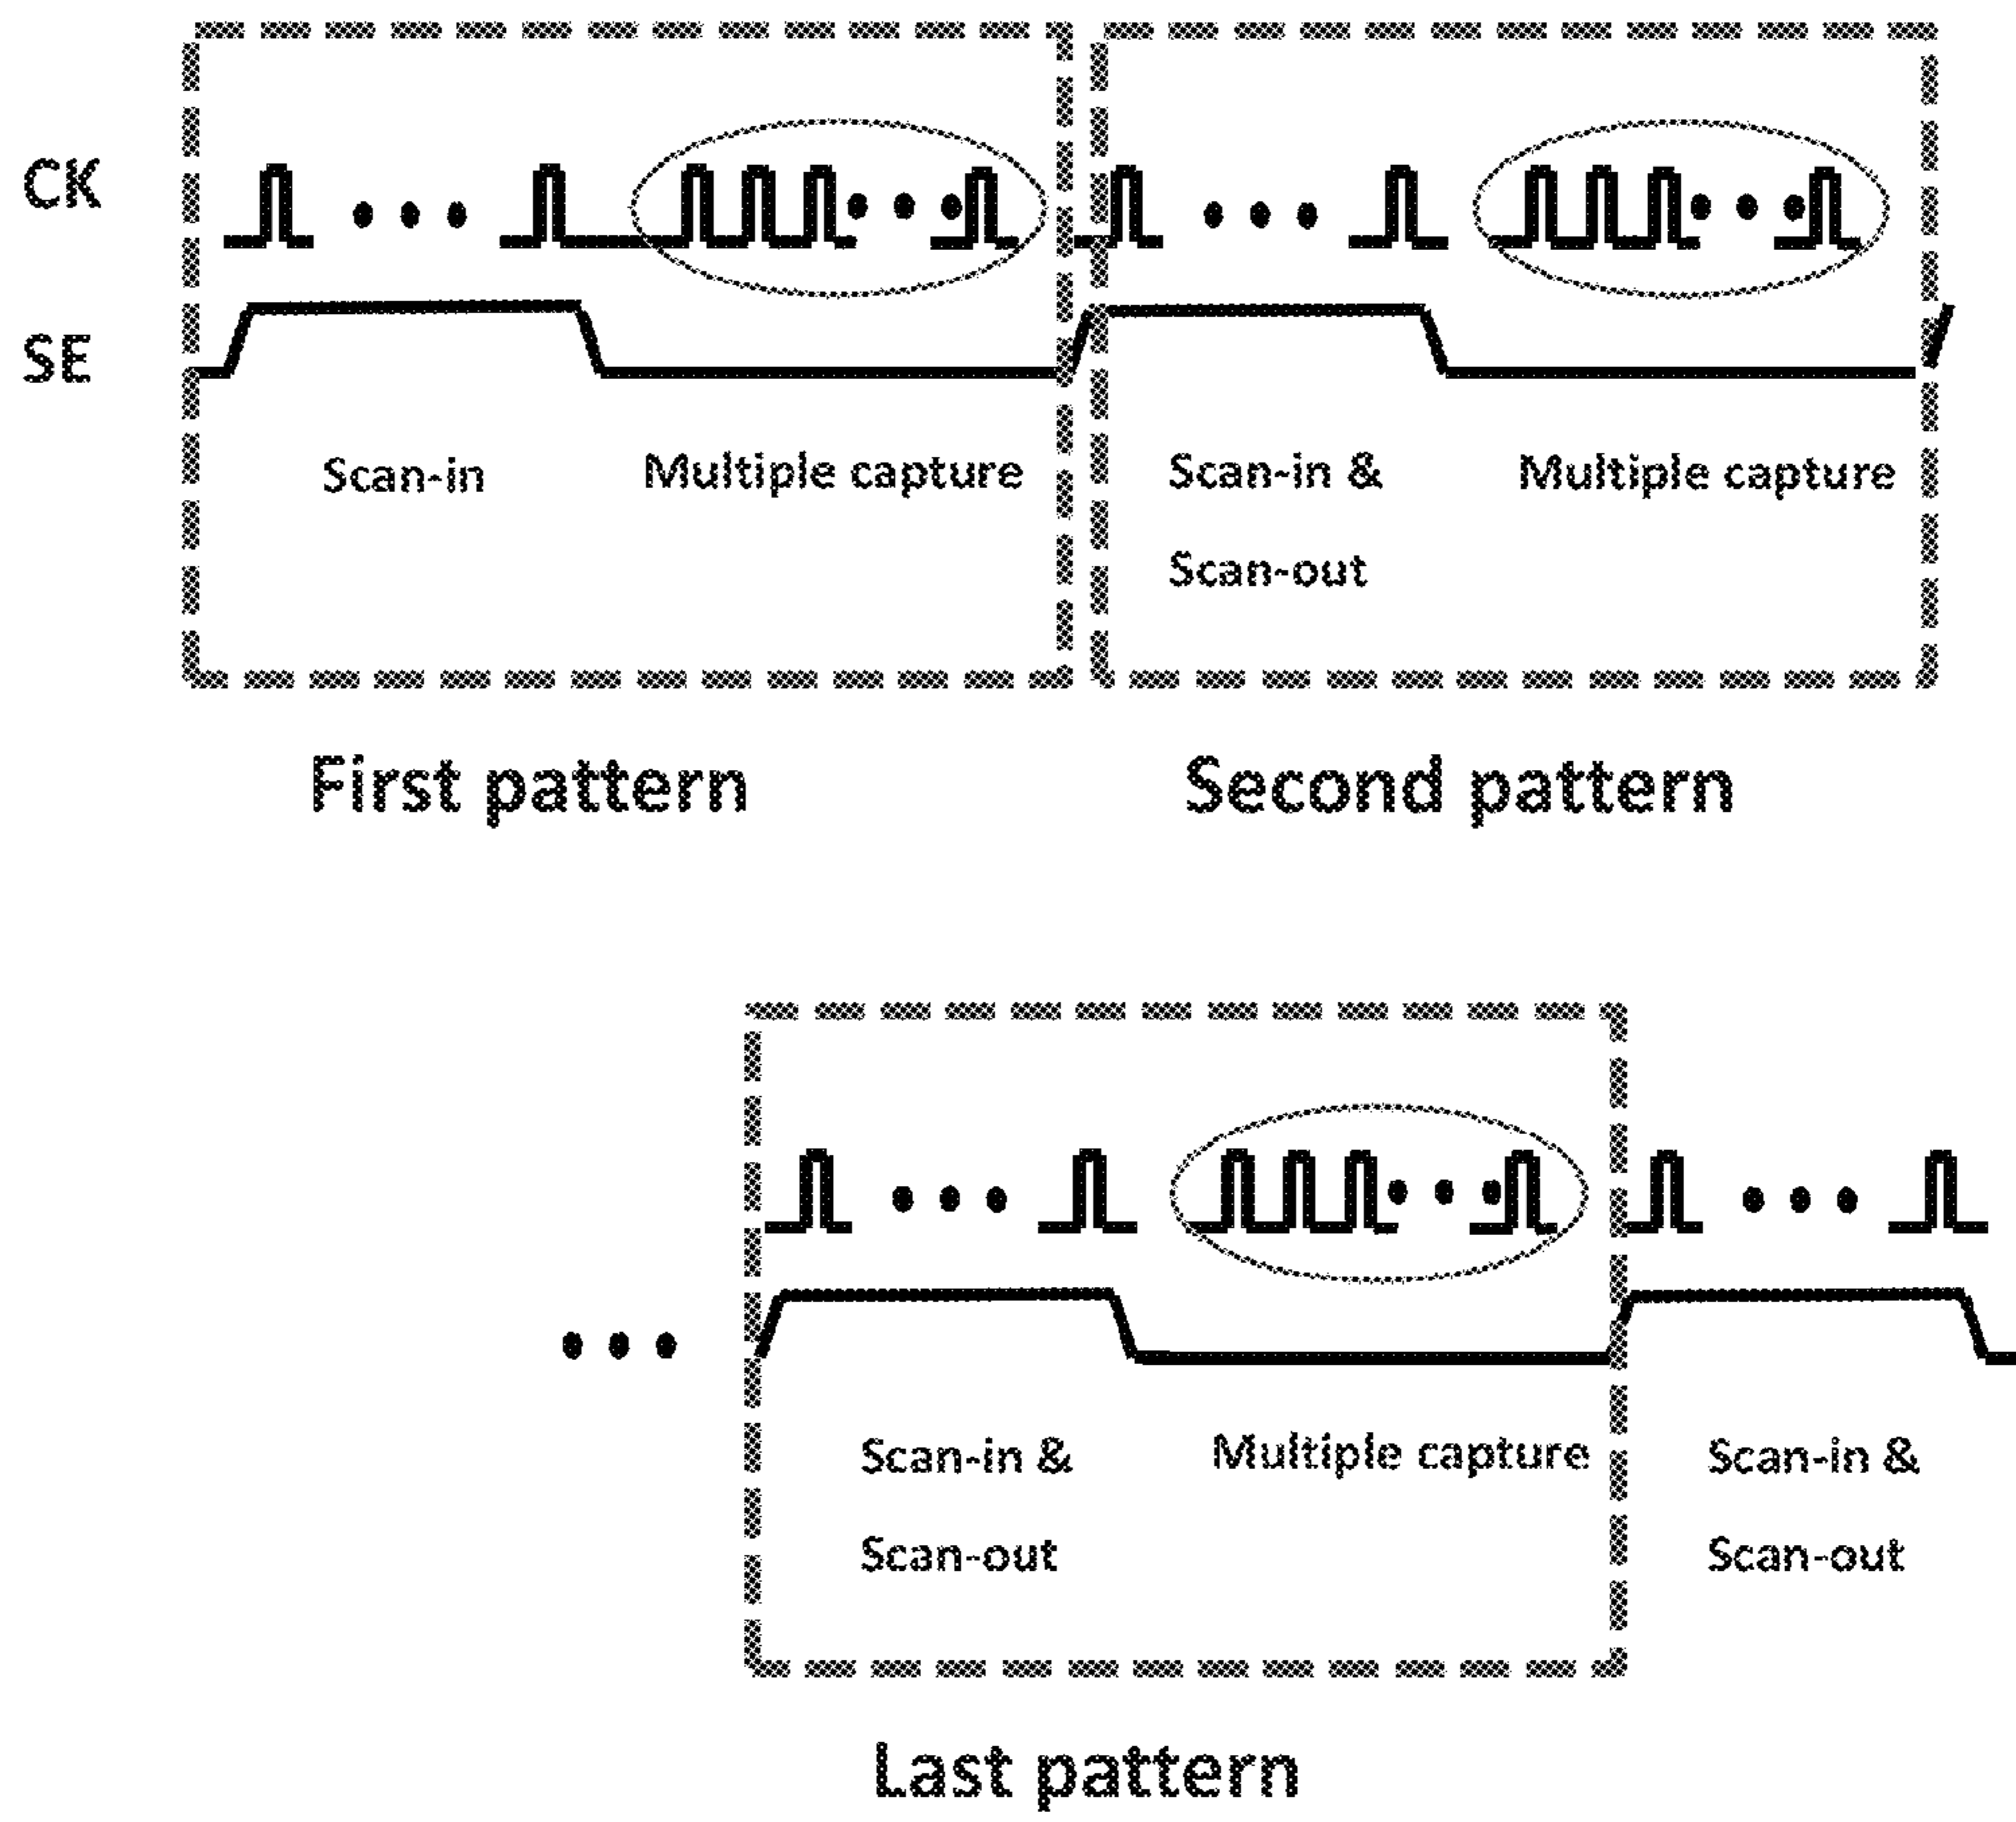 CK
SE
Scan-in
Multiple capture
Scan-in &
Multiple capture
Scan-out
First pattern
Second pattern
Scan-in &
Multiple capture
Scan-in &
Scan-out
Scan-out
Last pattern